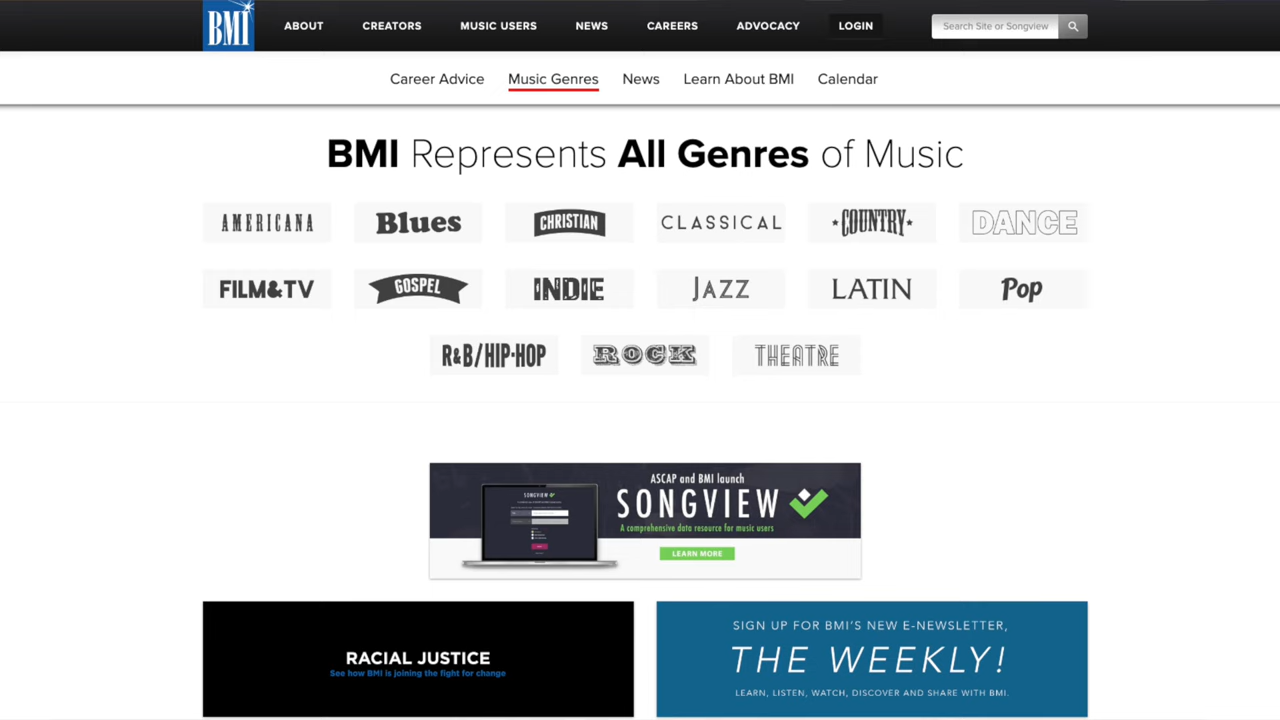 BMI
ABOUT CREATORS MUSIC USERS NEWS CAREERS ADVOCACY LOGIN Search Site or Songview
Career Advice Music Genres News Learn About BMI Calendar
BMI Represents All Genres of Music
AMERICANA Blues CHRISTIAN CLASSICAL COUNTRY DANCE
FILM&TV GOSPEL INDIE JAZZ LATIN Pop
R&B/HIP-HOP ROCK THEATRE
ASCAP and BMI launch
SONGVIEW
SONGVIEW
A comprehensive data resource for music users
LEARN MORE
RACIAL JUSTICE
See how BMI is joining the fight for change
SIGN UP FOR BMI'S NEW E-NEWSLETTER,
THE WEEKLY!
LEARN, LISTEN, WATCH, DISCOVER AND SHARE WITH BMI.